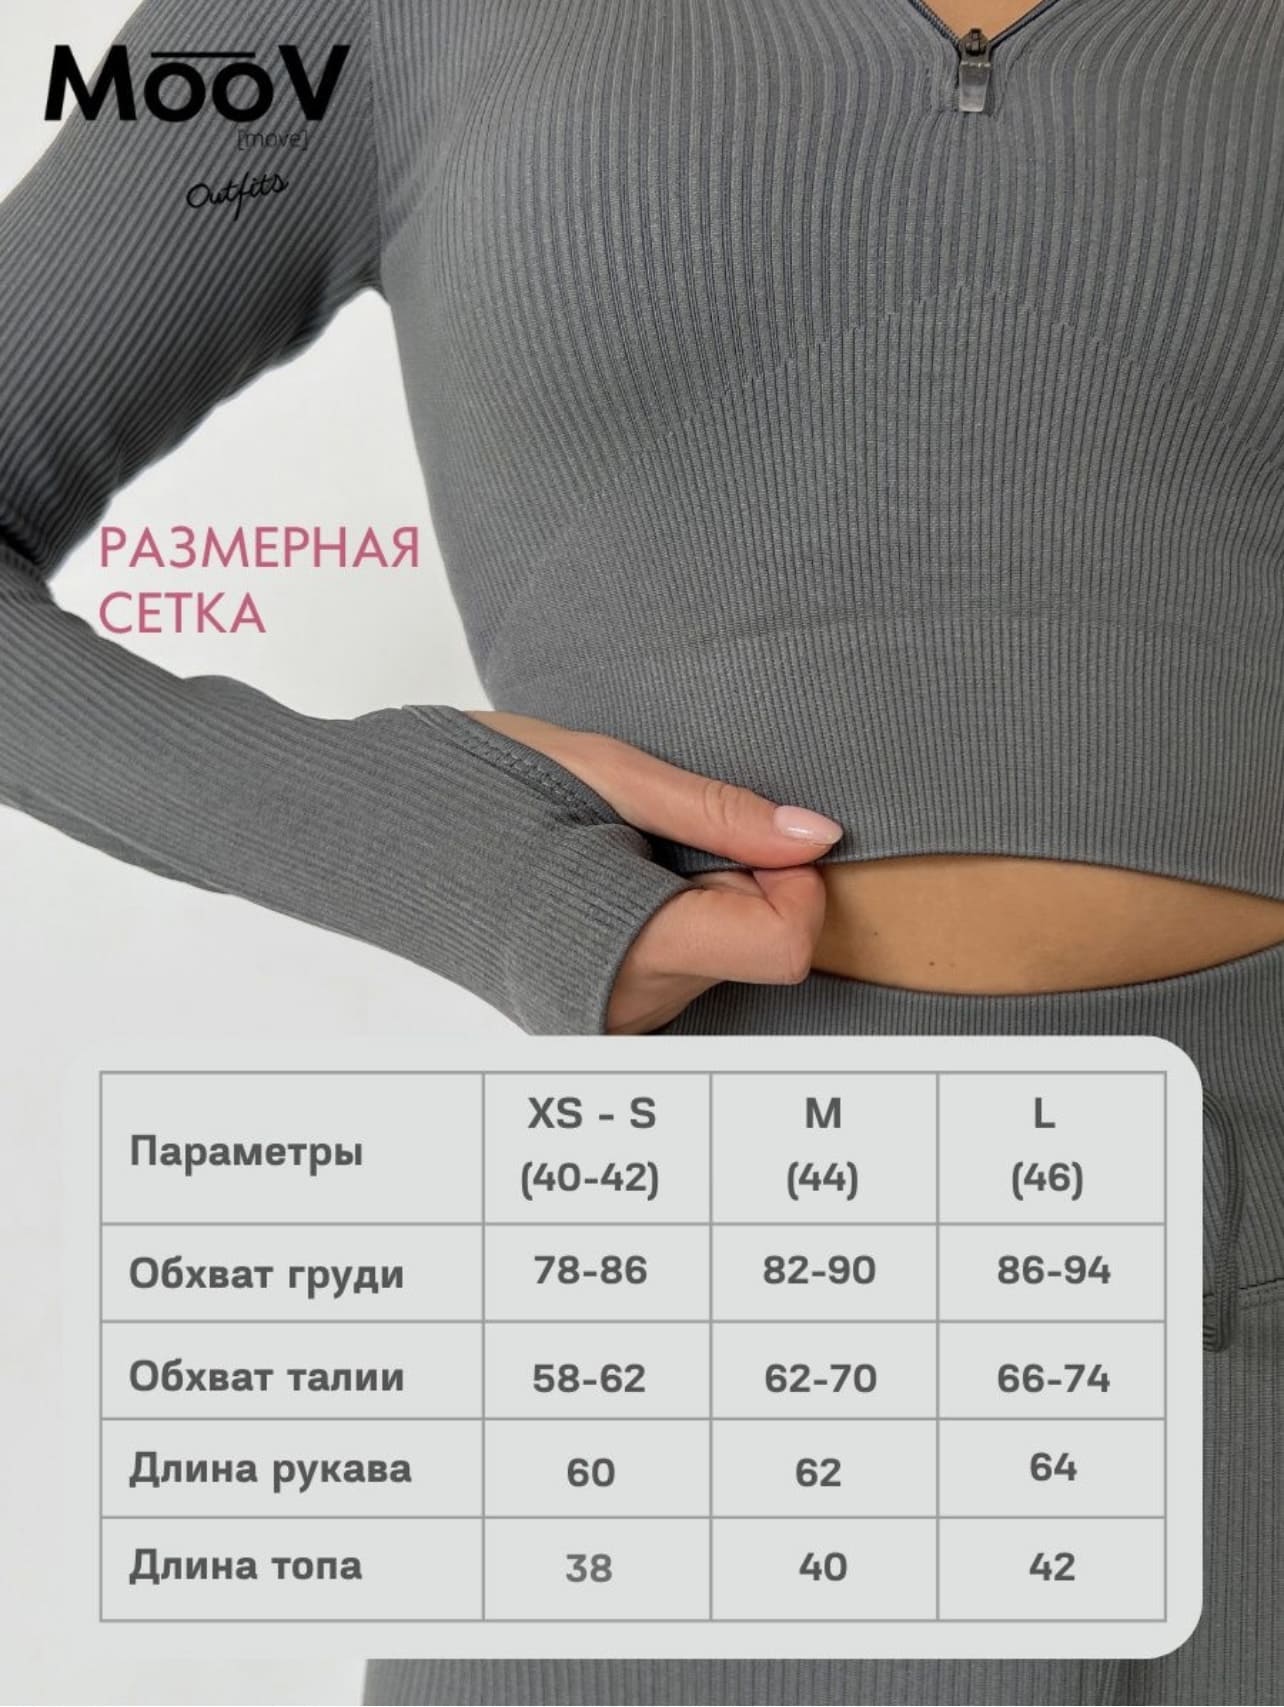 MooV
[move]
Outfits
РАЗМЕРНАЯ
СЕТКА
Параметры XS - S (40-42) M (44) L (46)
Обхват груди 78-86 82-90 86-94
Обхват талии 58-62 62-70 66-74
Длина рукава 60 62 64
Длина топа 38 40 42